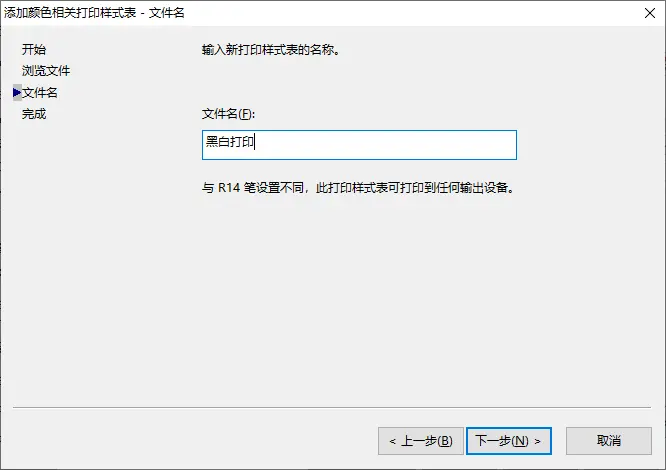 添加颜色相关打印样式表 - 文件名
开始
浏览文件
文件名
完成
输入新打印样式表的名称。
文件名(F):
黑白打印
与 R14 笔设置不同，此打印样式表可打印到任何输出设备。
< 上一步(B)
下一步(N) >
取消